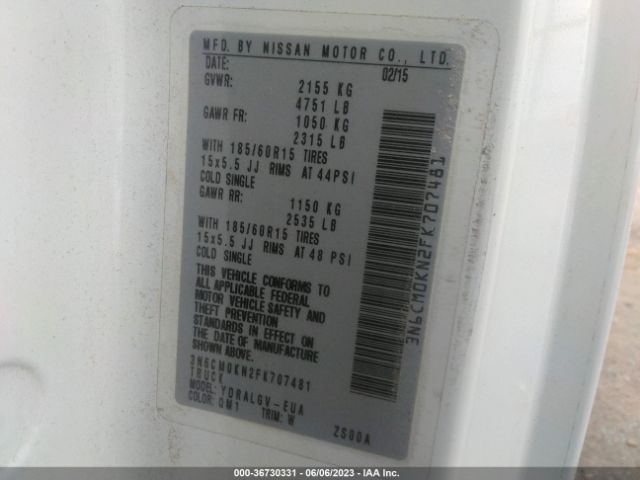 MFD. BY NISSAN MOTOR CO., LTD.
DATE: 02/15
GVWR: 2155 KG
4751 LB
GAWR FR: 1050 KG
2315 LB
WITH 185/60R15 TIRES
15x5.5 JJ RIMS AT 44PSI
COLD SINGLE
GAWR RR: 1150 KG
2535 LB
WITH 185/60R15 TIRES
15x5.5 JJ RIMS AT 48 PSI
COLD SINGLE
THIS VEHICLE CONFORMS TO
ALL APPLICABLE FEDERAL
MOTOR VEHICLE SAFETY AND
THEFT PREVENTION
STANDARDS IN EFFECT ON
THE DATE OF MANUFACTURE
SHOWN ABOVE.
3N6CM0KN2FK707481
TRUCK
MODEL: YDRALGV-EUA
COLOR: QM1 TRIM: W ZS00A
3N6CM0KN2FK707481
000-36730331 - 06/06/2023 - IAA Inc.